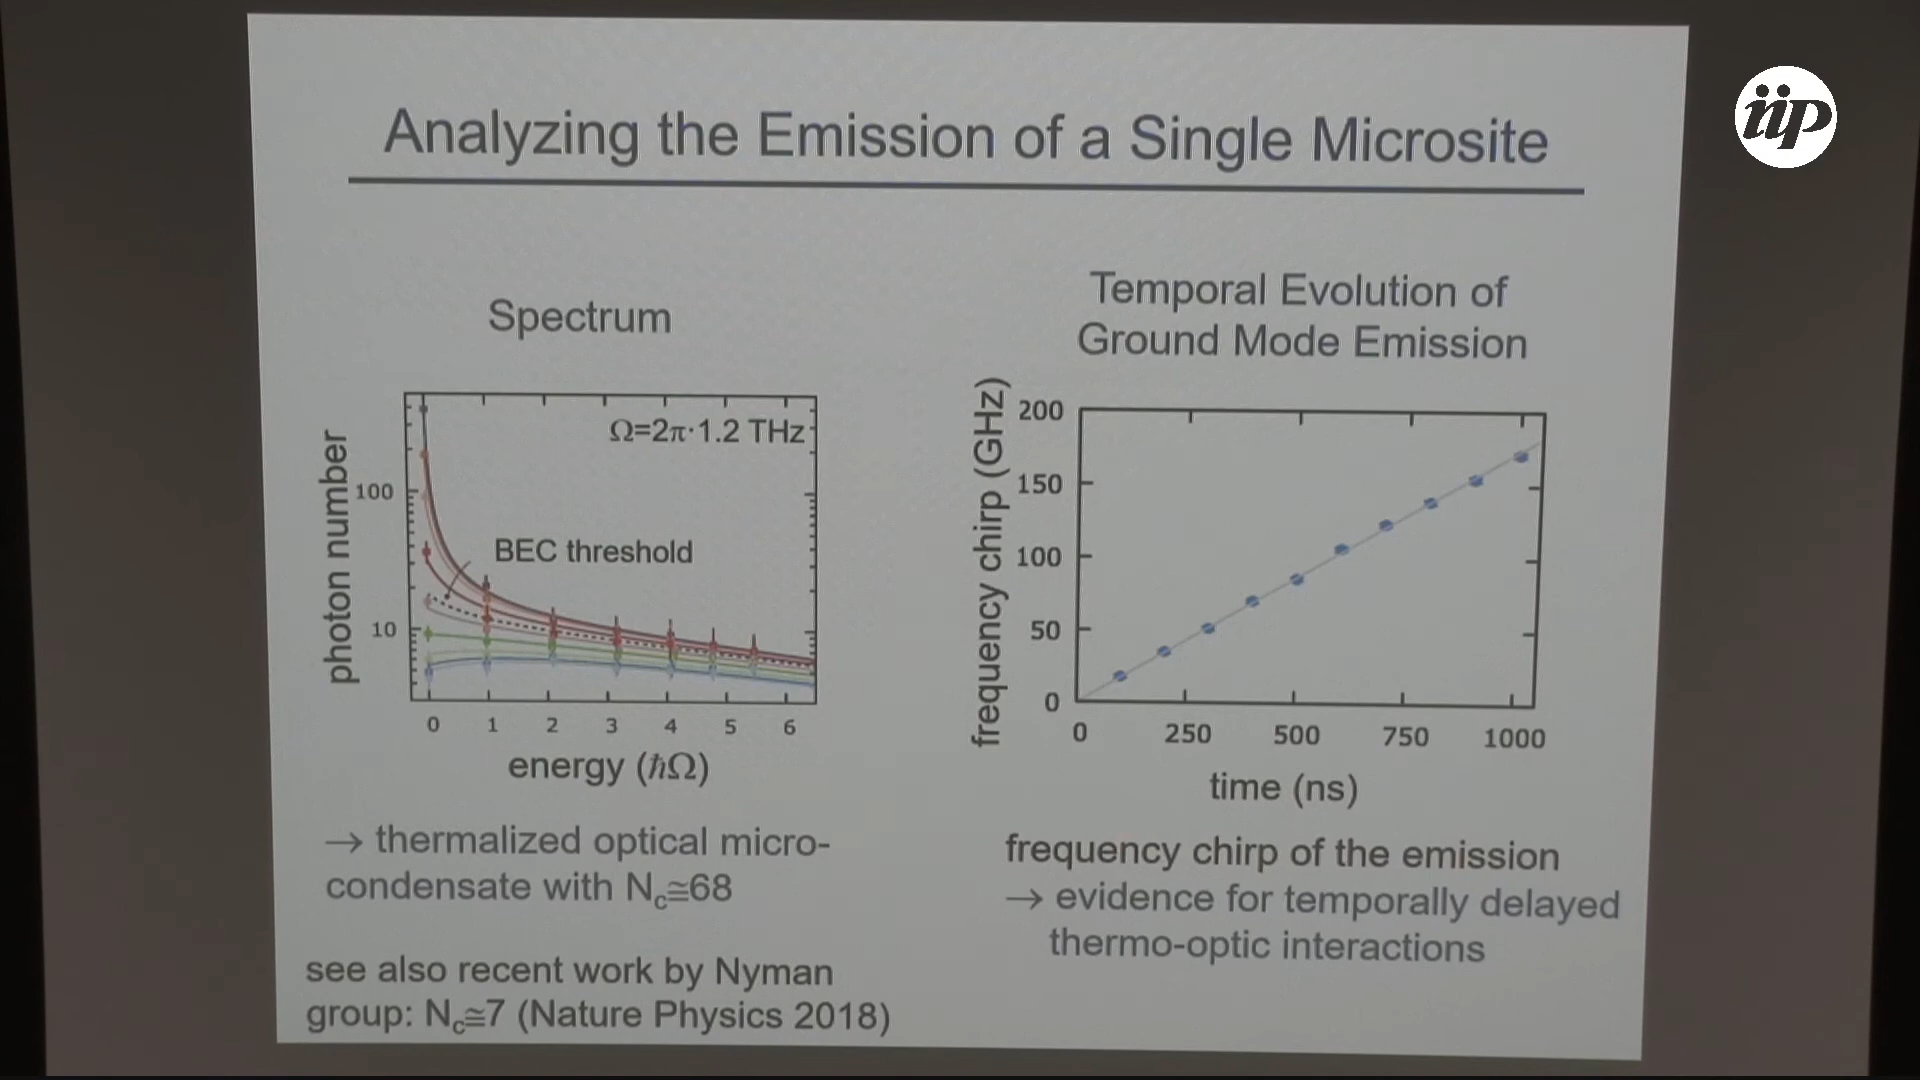 iip
Analyzing the Emission of a Single Microsite
Spectrum
photon number
100
10
Ω=2π·1.2 THz
BEC threshold
0 1 2 3 4 5 6
energy (ħΩ)
→ thermalized optical micro-
condensate with N_c≅68
see also recent work by Nyman
group: N_c≅7 (Nature Physics 2018)
Temporal Evolution of
Ground Mode Emission
frequency chirp (GHz)
200
150
100
50
0
0 250 500 750 1000
time (ns)
frequency chirp of the emission
→ evidence for temporally delayed
thermo-optic interactions